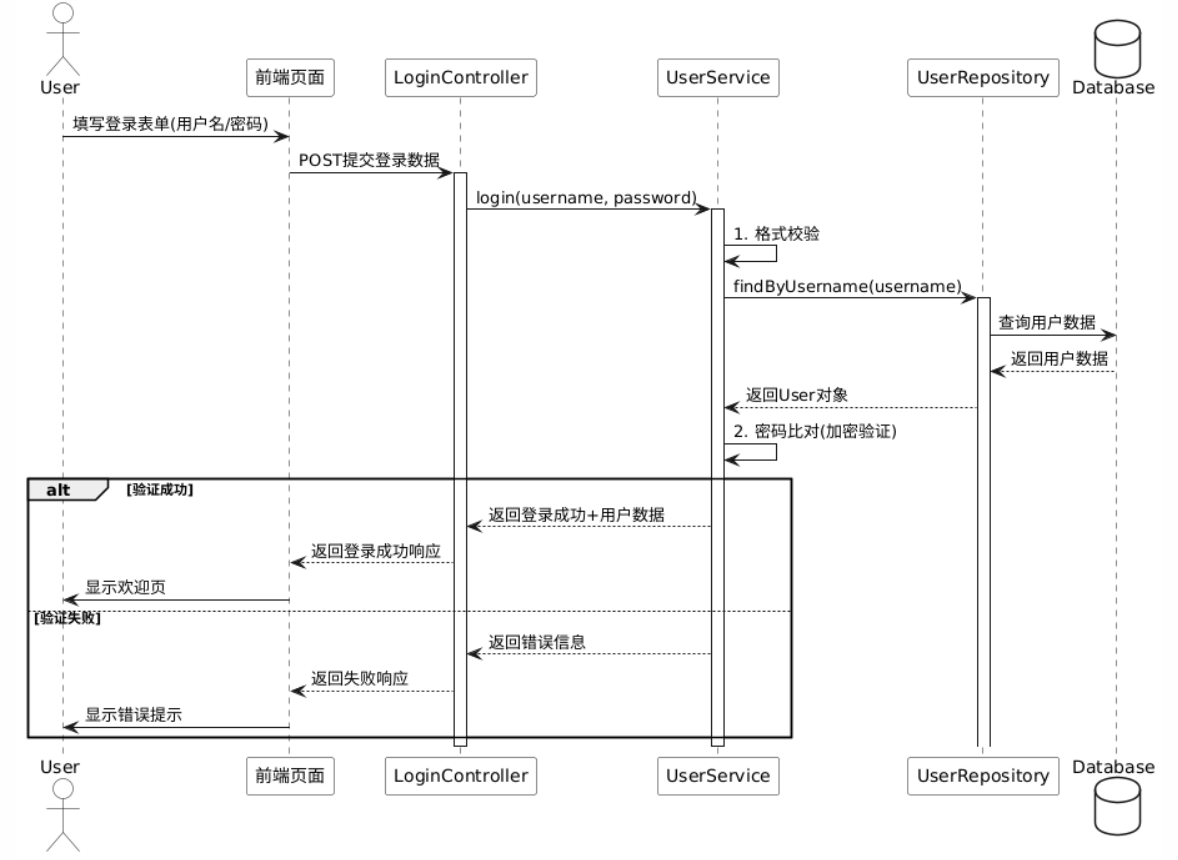 User
前端页面
LoginController
UserService
UserRepository
Database
填写登录表单(用户名/密码)
POST提交登录数据
login(username, password)
1. 格式校验
findByUsername(username)
查询用户数据
返回用户数据
返回User对象
2. 密码比对(加密验证)
alt
[验证成功]
返回登录成功+用户数据
返回登录成功响应
显示欢迎页
[验证失败]
返回错误信息
返回失败响应
显示错误提示
User
前端页面
LoginController
UserService
UserRepository
Database